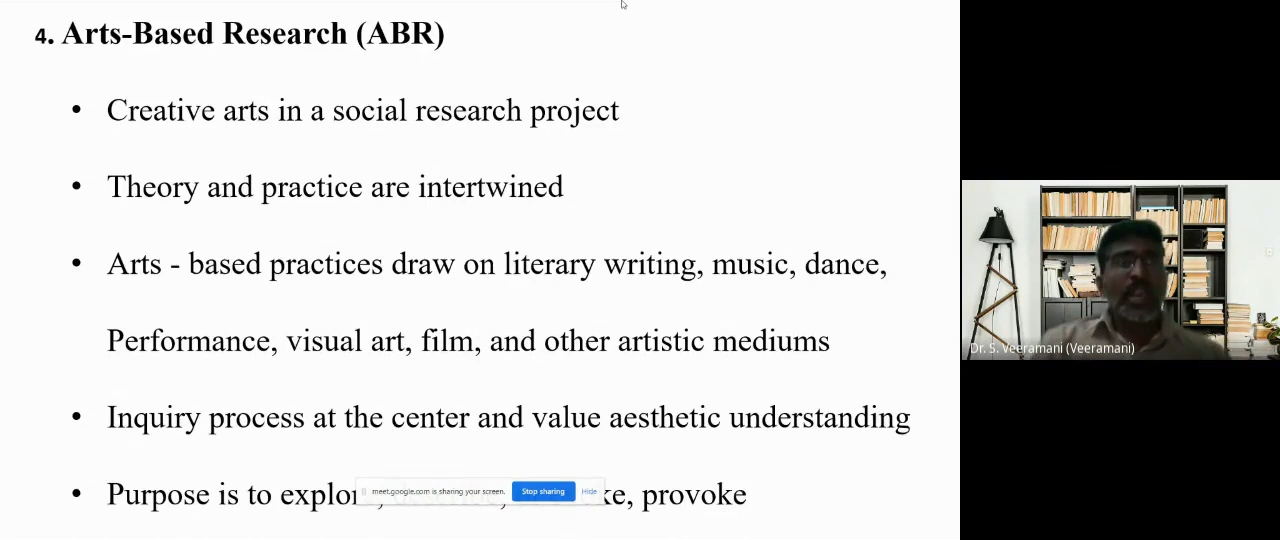 4. Arts-Based Research (ABR)
• Creative arts in a social research project
• Theory and practice are intertwined
• Arts - based practices draw on literary writing, music, dance,
Performance, visual art, film, and other artistic mediums
• Inquiry process at the center and value aesthetic understanding
• Purpose is to provoke
meet.google.com is sharing your screen. Stop sharing Hide
Dr. S. Veeramani (Veeramani)